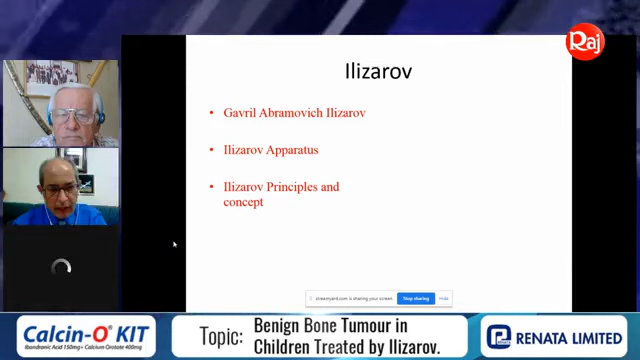 Raj
Ilizarov
• Gavril Abramovich Ilizarov
• Ilizarov Apparatus
• Ilizarov Principles and
concept
streamyard.com is sharing your screen.
Stop sharing
Hide
Calcin-O® KIT
Ibandronic Acid 150mg + Calcium Orotate 400mg
Topic:
Benign Bone Tumour in
Children Treated by Ilizarov.
RENATA LIMITED